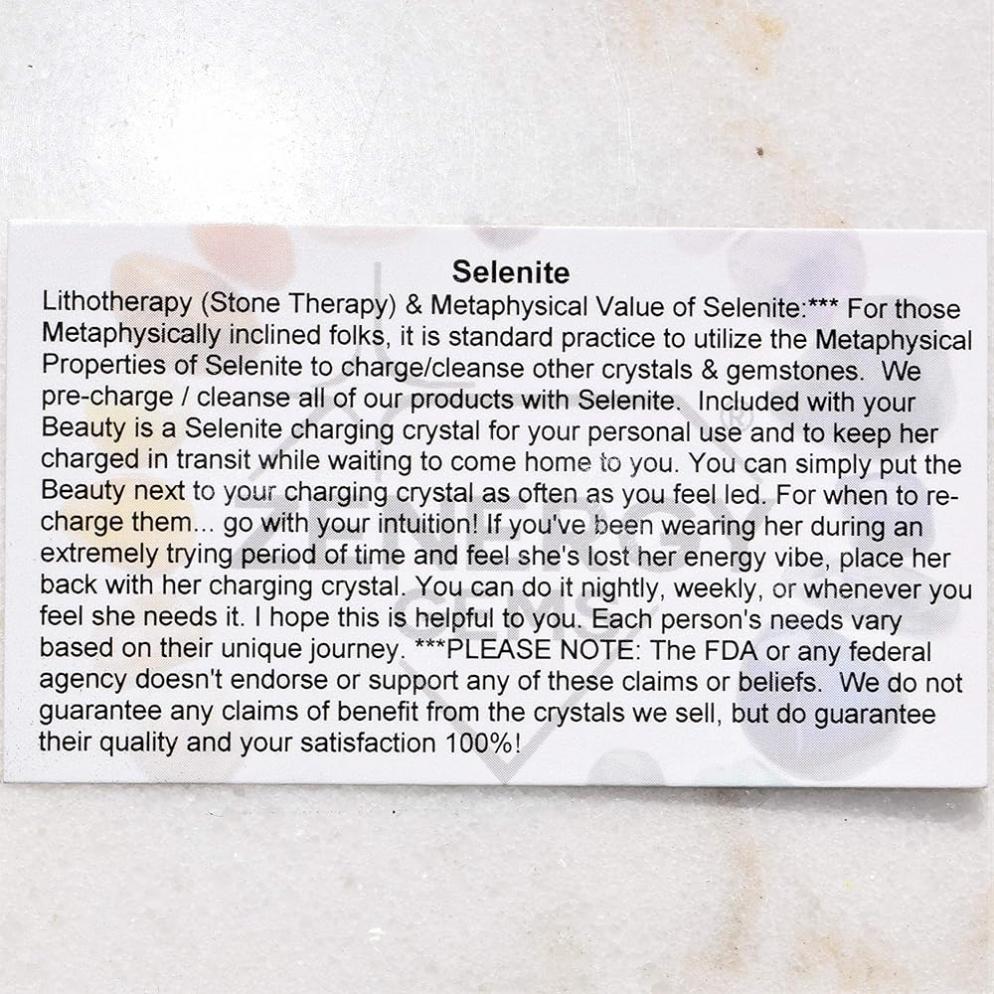 Selenite
Lithotherapy (Stone Therapy) & Metaphysical Value of Selenite:*** For those
Metaphysically inclined folks, it is standard practice to utilize the Metaphysical
Properties of Selenite to charge/cleanse other crystals & gemstones.  We
pre-charge / cleanse all of our products with Selenite.  Included with your
Beauty is a Selenite charging crystal for your personal use and to keep her
charged in transit while waiting to come home to you. You can simply put the
Beauty next to your charging crystal as often as you feel led. For when to re-
charge them... go with your intuition! If you've been wearing her during an
extremely trying period of time and feel she's lost her energy vibe, place her
back with her charging crystal. You can do it nightly, weekly, or whenever you
feel she needs it. I hope this is helpful to you. Each person's needs vary
based on their unique journey. ***PLEASE NOTE: The FDA or any federal
agency doesn't endorse or support any of these claims or beliefs.  We do not
guarantee any claims of benefit from the crystals we sell, but do guarantee
their quality and your satisfaction 100%!
ZENERGY
GEMS
®